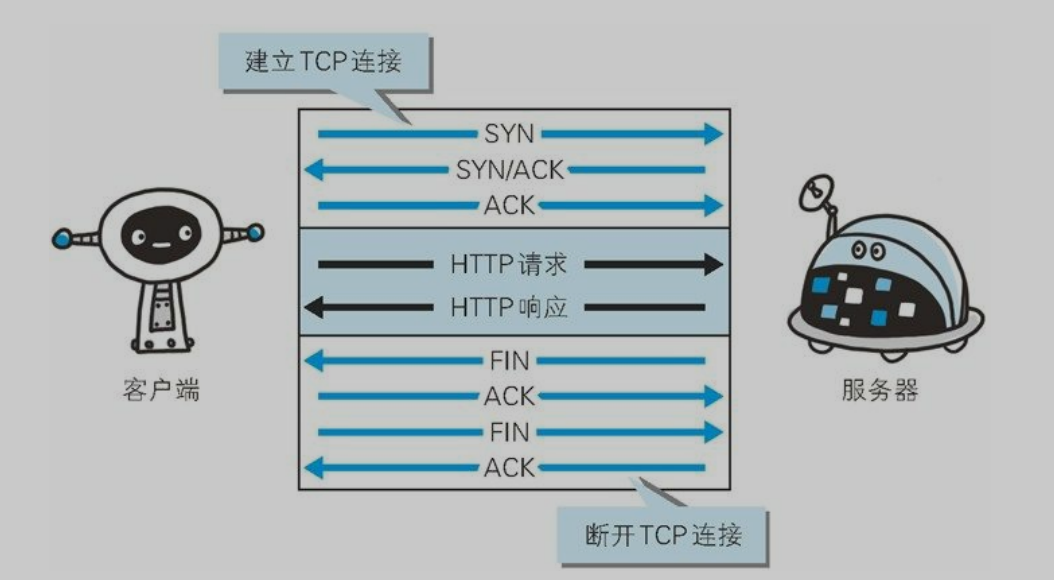 建立TCP连接
SYN
SYN/ACK
ACK
HTTP请求
HTTP响应
FIN
ACK
FIN
ACK
客户端
服务器
断开TCP连接